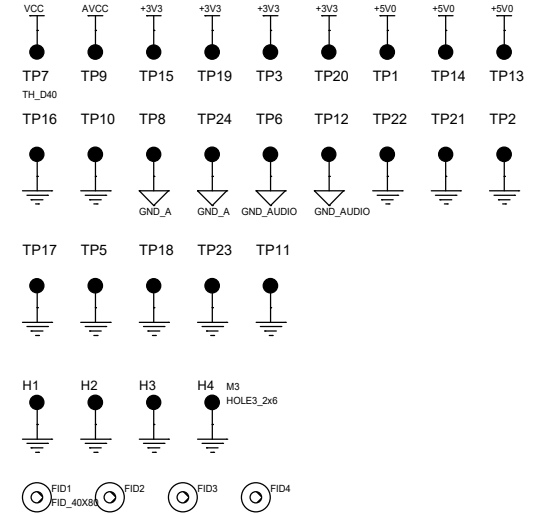 VCC AVCC +3V3 +3V3 +3V3 +3V3 +5V0 +5V0 +5V0
TP7 TP9 TP15 TP19 TP3 TP20 TP1 TP14 TP13
TH_D40
TP16 TP10 TP8 TP24 TP6 TP12 TP22 TP21 TP2
GND_A GND_A GND_AUDIO GND_AUDIO
TP17 TP5 TP18 TP23 TP11
H1 H2 H3 H4 M3
HOLE3_2x6
FID1 FID2 FID3 FID4
FID_40X80